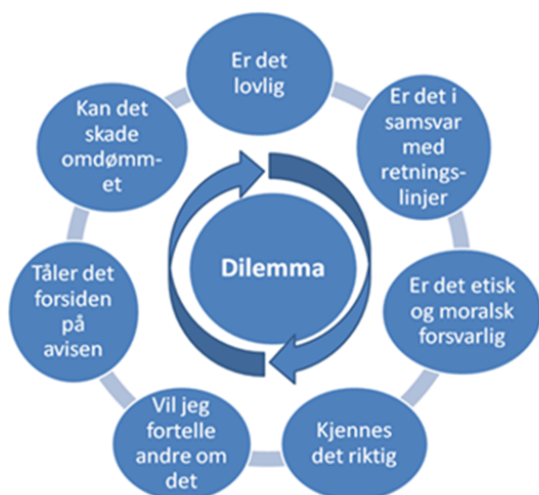 Er det
lovlig
Er det i
samsvar
med
retnings-
linjer
Er det etisk
og moralsk
forsvarlig
Kjennes
det riktig
Vil jeg
fortelle
andre om
det
Tåler det
forsiden
på
avisen
Kan det
skade
omdømm-
et
Dilemma